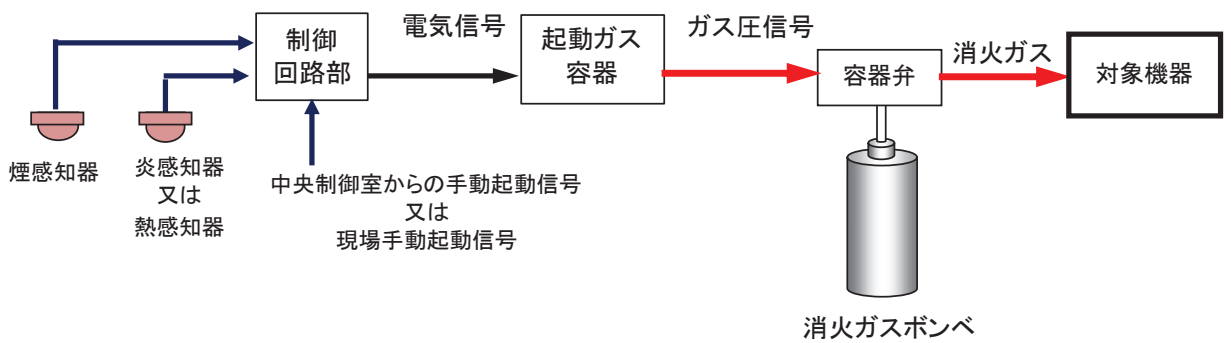 電気信号
ガス圧信号
消火ガス
制御
回路部
起動ガス
容器
容器弁
対象機器
煙感知器
炎感知器
又は
熱感知器
中央制御室からの手動起動信号
又は
現場手動起動信号
消火ガスボンベ